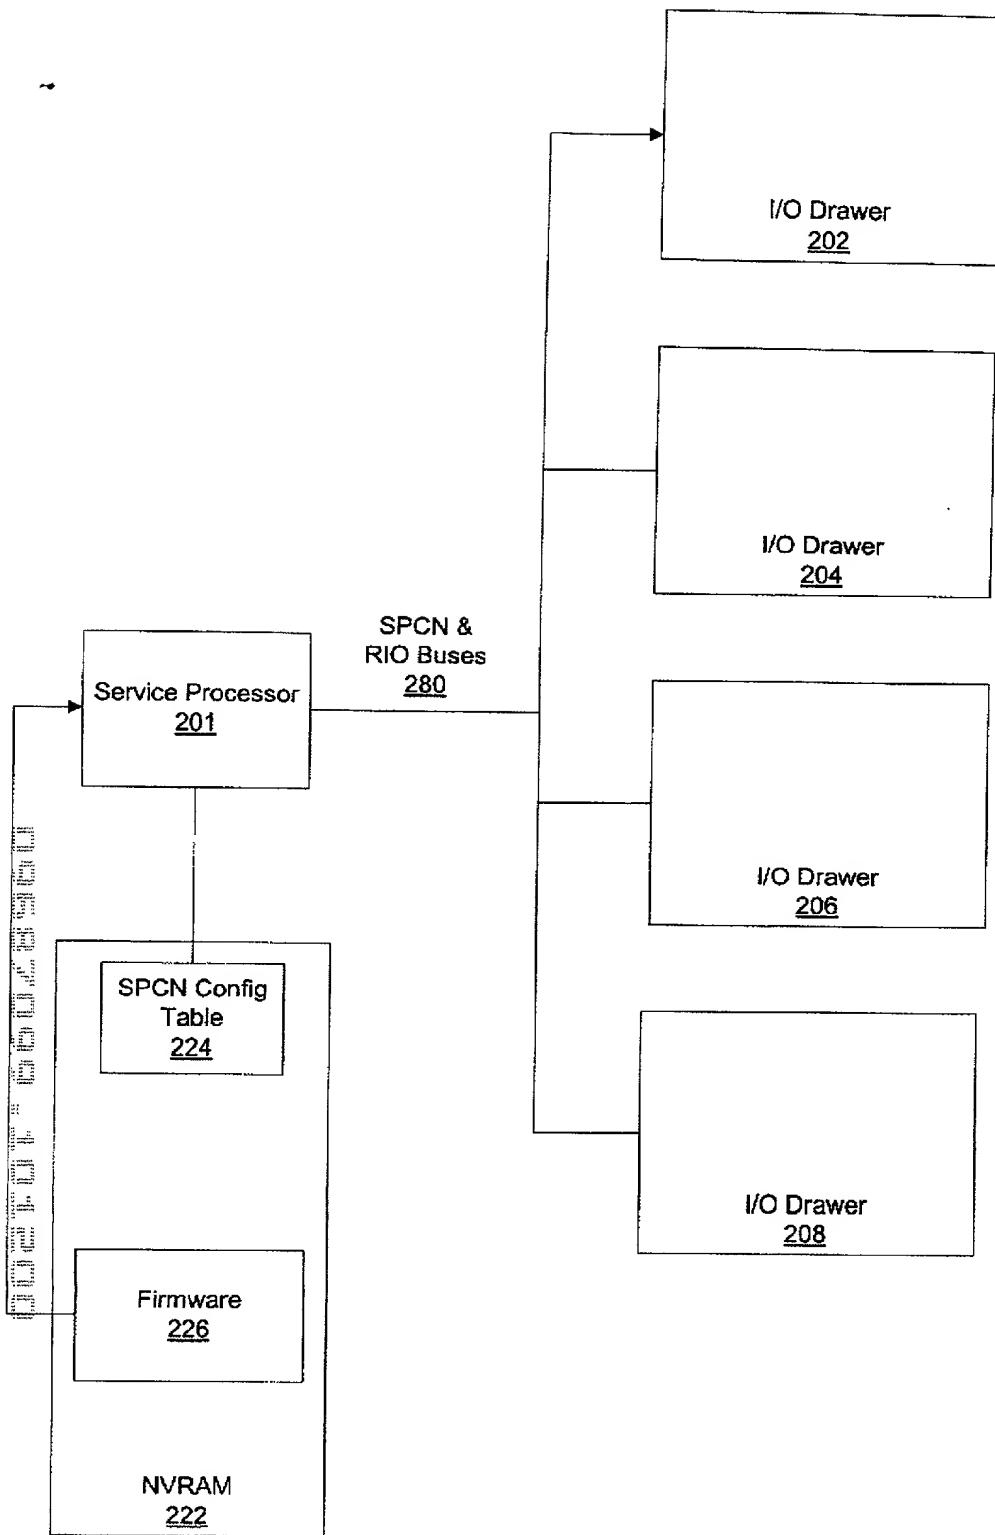 I/O Drawer
202
I/O Drawer
204
SPCN &
RIO Buses
280
Service Processor
201
I/O Drawer
206
SPCN Config
Table
224
I/O Drawer
208
Firmware
226
NVRAM
222